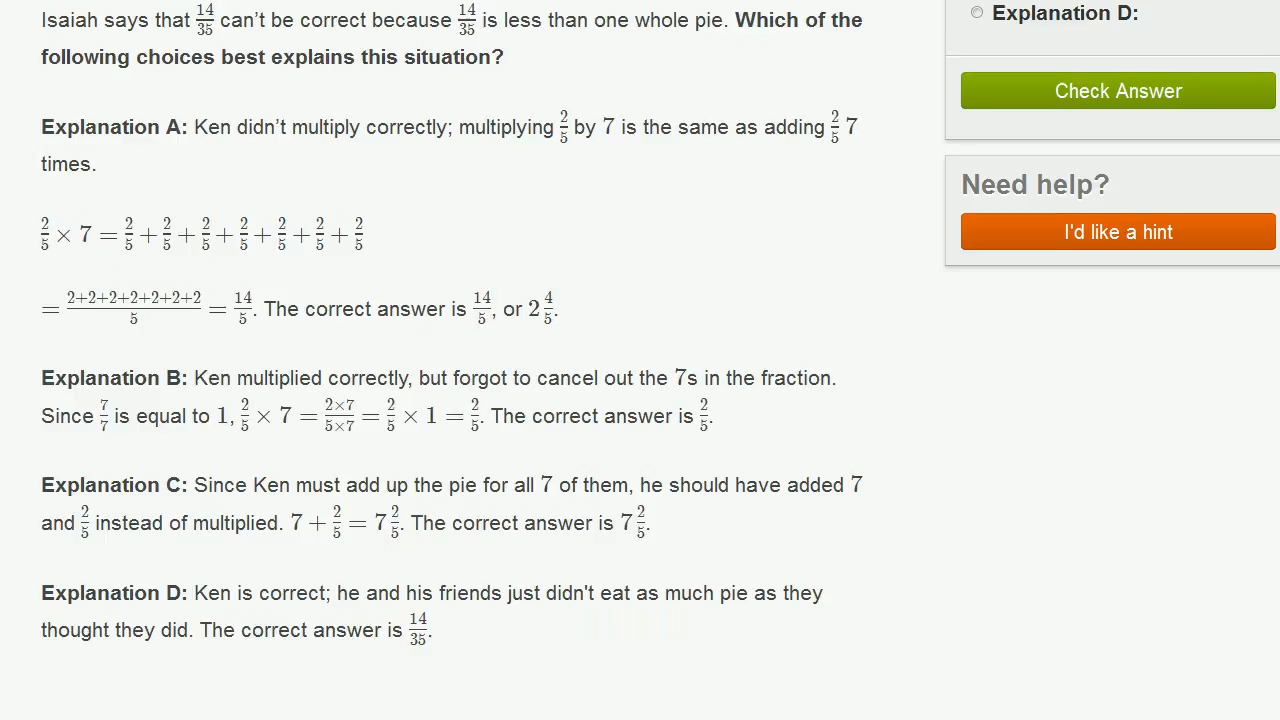 Isaiah says that 14/35 can’t be correct because 14/35 is less than one whole pie. Which of the
following choices best explains this situation?
Explanation A: Ken didn’t multiply correctly; multiplying 2/5 by 7 is the same as adding 2/5 7
times.
2/5 × 7 = 2/5 + 2/5 + 2/5 + 2/5 + 2/5 + 2/5 + 2/5
= 2+2+2+2+2+2+2/5 = 14/5. The correct answer is 14/5, or 2 4/5.
Explanation B: Ken multiplied correctly, but forgot to cancel out the 7s in the fraction.
Since 7/7 is equal to 1, 2/5 × 7 = 2×7/5×7 = 2/5 × 1 = 2/5. The correct answer is 2/5.
Explanation C: Since Ken must add up the pie for all 7 of them, he should have added 7
and 2/5 instead of multiplied. 7 + 2/5 = 7 2/5. The correct answer is 7 2/5.
Explanation D: Ken is correct; he and his friends just didn't eat as much pie as they
thought they did. The correct answer is 14/35.
Explanation D:
Check Answer
Need help?
I'd like a hint